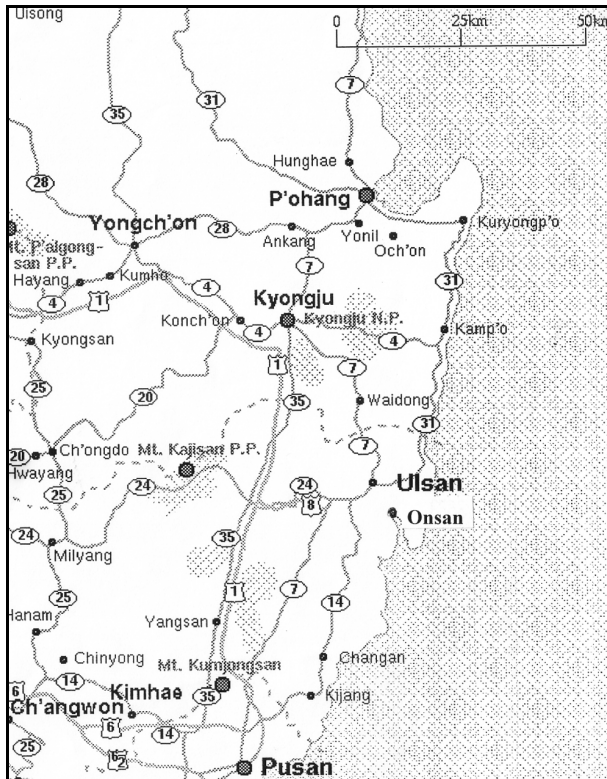 Uisong
0 25km 50km
35
31
7
Hunghae
28
P'ohang
Yongch'on
28
Ankang
Yonil
Kuryongp'o
Och'on
Mt. P'algong-
san P.P.
Hayang
Kumho
7
31
4
1
4
Kyongju
Konch'on
4
Kyongju N.P.
Kamp'o
Kyongsan
4
1
7
25
20
35
Waidong
31
7
20
Ch'ongdo
Mt. Kajisan P.P.
Hwayang
25
24
24
Ulsan
8
Onsan
24
Milyang
35
25
1
7
14
Hanam
Yangsan
Chinyong
Changan
Mt. Kumjongsan
14
6
Kimhae
35
Kijang
Ch'angwon
6
14
25
6
2
Pusan